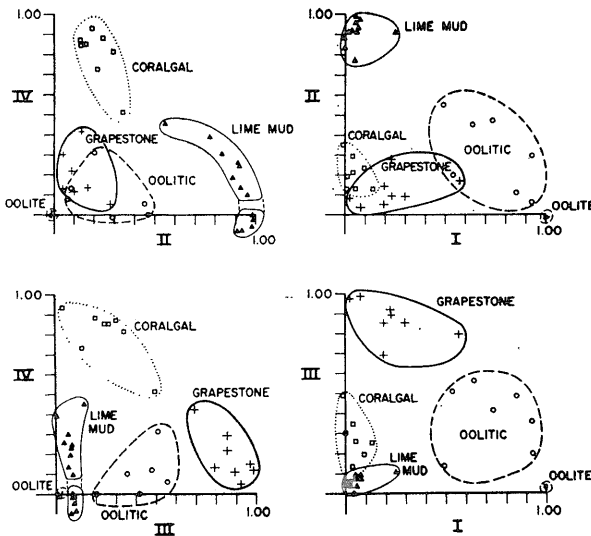 1.00
IV
CORALGAL
GRAPESTONE
LIME MUD
OOLITIC
OOLITE
II
1.00
1.00
II
LIME MUD
CORALGAL
GRAPESTONE
OOLITIC
OOLITE
I
1.00
1.00
IV
CORALGAL
GRAPESTONE
LIME
MUD
OOLITE
OOLITIC
III
1.00
1.00
III
GRAPESTONE
CORALGAL
OOLITIC
LIME
MUD
OOLITE
I
1.00